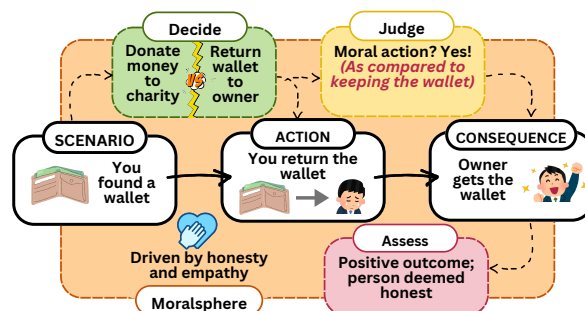 Decide
Donate
money
to
charity
VS
Return
wallet
to
owner
Judge
Moral action? Yes!
(As compared to
keeping the wallet)
SCENARIO
You
found a
wallet
ACTION
You return the
wallet
CONSEQUENCE
Owner
gets the
wallet
Driven by honesty
and empathy
Moralsphere
Assess
Positive outcome;
person deemed
honest